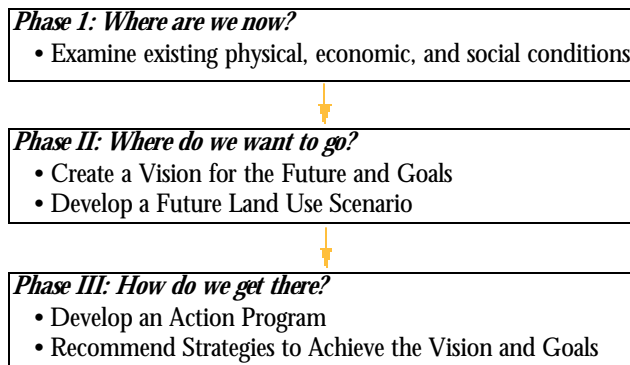 Phase 1: Where are we now?
• Examine existing physical, economic, and social conditions
Phase II: Where do we want to go?
• Create a Vision for the Future and Goals
• Develop a Future Land Use Scenario
Phase III: How do we get there?
• Develop an Action Program
• Recommend Strategies to Achieve the Vision and Goals